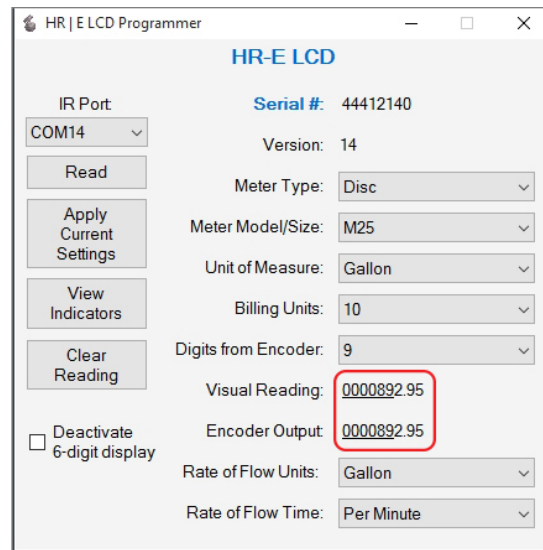 HR | E LCD Programmer
HR-E LCD
IR Port:
COM14
Read
Apply
Current
Settings
View
Indicators
Clear
Reading
Deactivate
6-digit display
Serial #: 44412140
Version: 14
Meter Type: Disc
Meter Model/Size: M25
Unit of Measure: Gallon
Billing Units: 10
Digits from Encoder: 9
Visual Reading: 0000892.95
Encoder Output: 0000892.95
Rate of Flow Units: Gallon
Rate of Flow Time: Per Minute